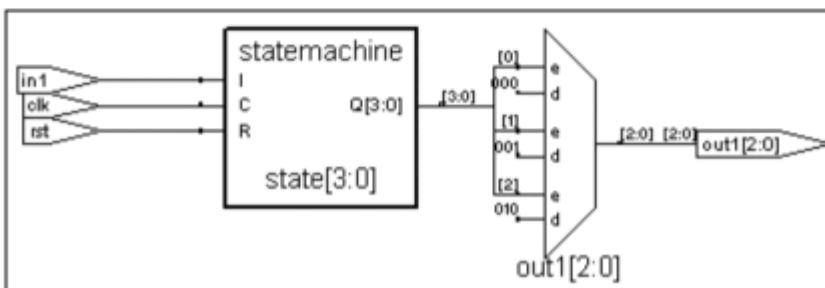 statemachine
in1
clk
rst
I
C
R
Q[3:0]
state[3:0]
[3:0]
[0]
000
[1]
001
[2]
010
e
d
e
d
e
d
out1[2:0]
[2:0] [2:0]
out1[2:0]